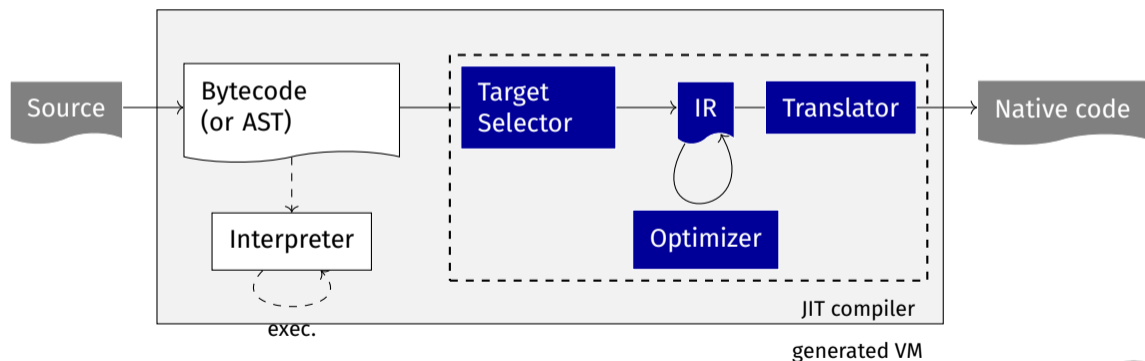 Source
Bytecode
(or AST)
Target
Selector
IR
Translator
Native code
Interpreter
Optimizer
exec.
JIT compiler
generated VM